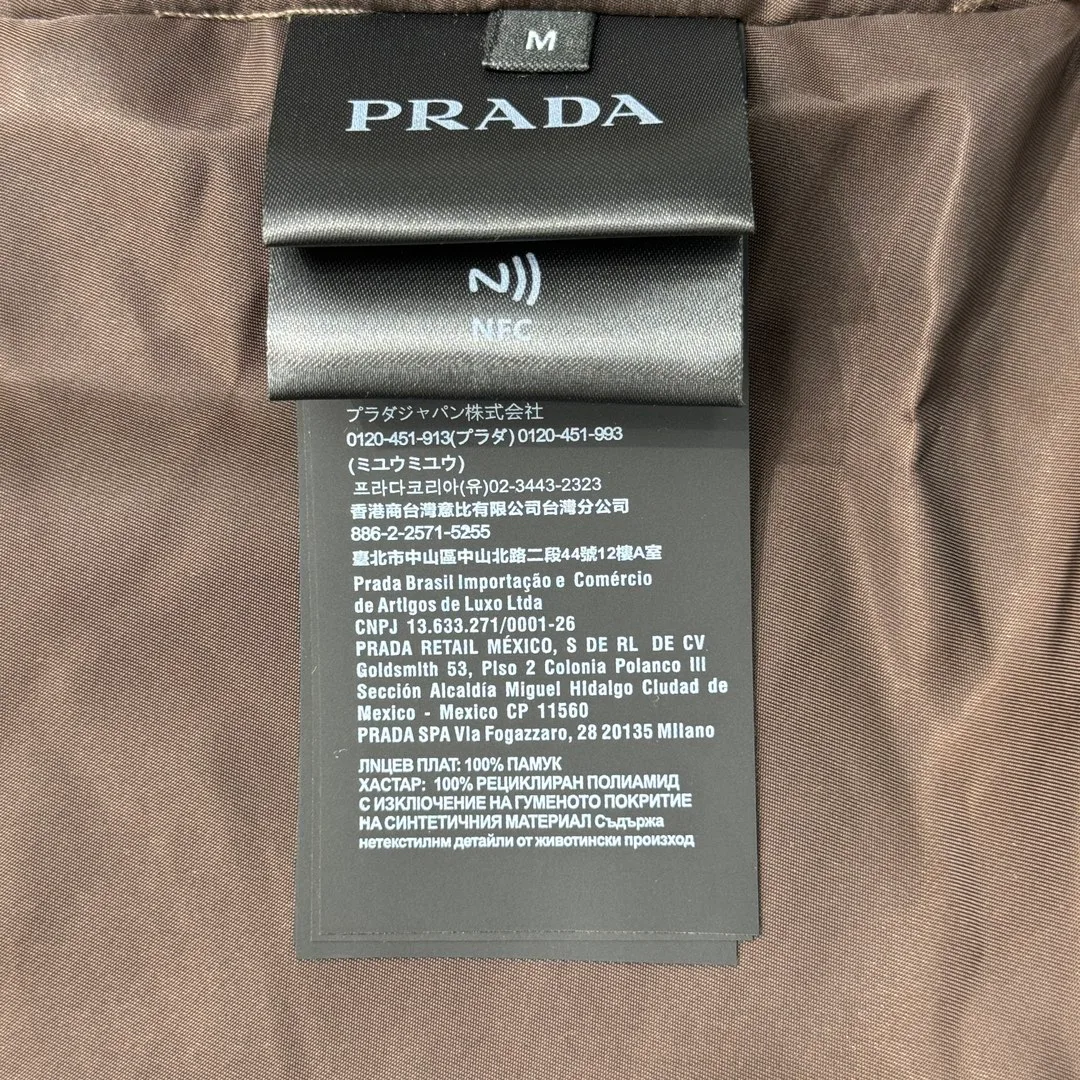 M
PRADA
NFC
プラダジャパン株式会社
0120-451-913(プラダ) 0120-451-993
(ミユウミユウ)
프라다코리아(유)02-3443-2323
香港商台灣意比有限公司台灣分公司
886-2-2571-5255
臺北市中山區中山北路二段44號12樓A室
Prada Brasil Importação e Comércio
de ArtIgos de Luxo Ltda
CNPJ 13.633.271/0001-26
PRADA RETAIL MÉXICO, S DE RL DE CV
GoldsmIth 53, PIso 2 Colonia Polanco III
Sección Alcaldía Miguel HIdalgo CIudad de
Mexico - Mexico CP 11560
PRADA SPA VIa Fogazzaro, 28 20135 MIlano
ЛNЦЕВ ПЛАТ: 100% ПАМУК
ХАСТАР: 100% РЕЦИКЛИРАН ПОЛИАМИД
С ИЗКЛЮЧЕНИЕ НА ГУМЕНОТО ПОКРИТИЕ
НА СИНТЕТИЧНИЯ МАТЕРИАЛ Съдържа
нетекстилнм детайли от животински произход